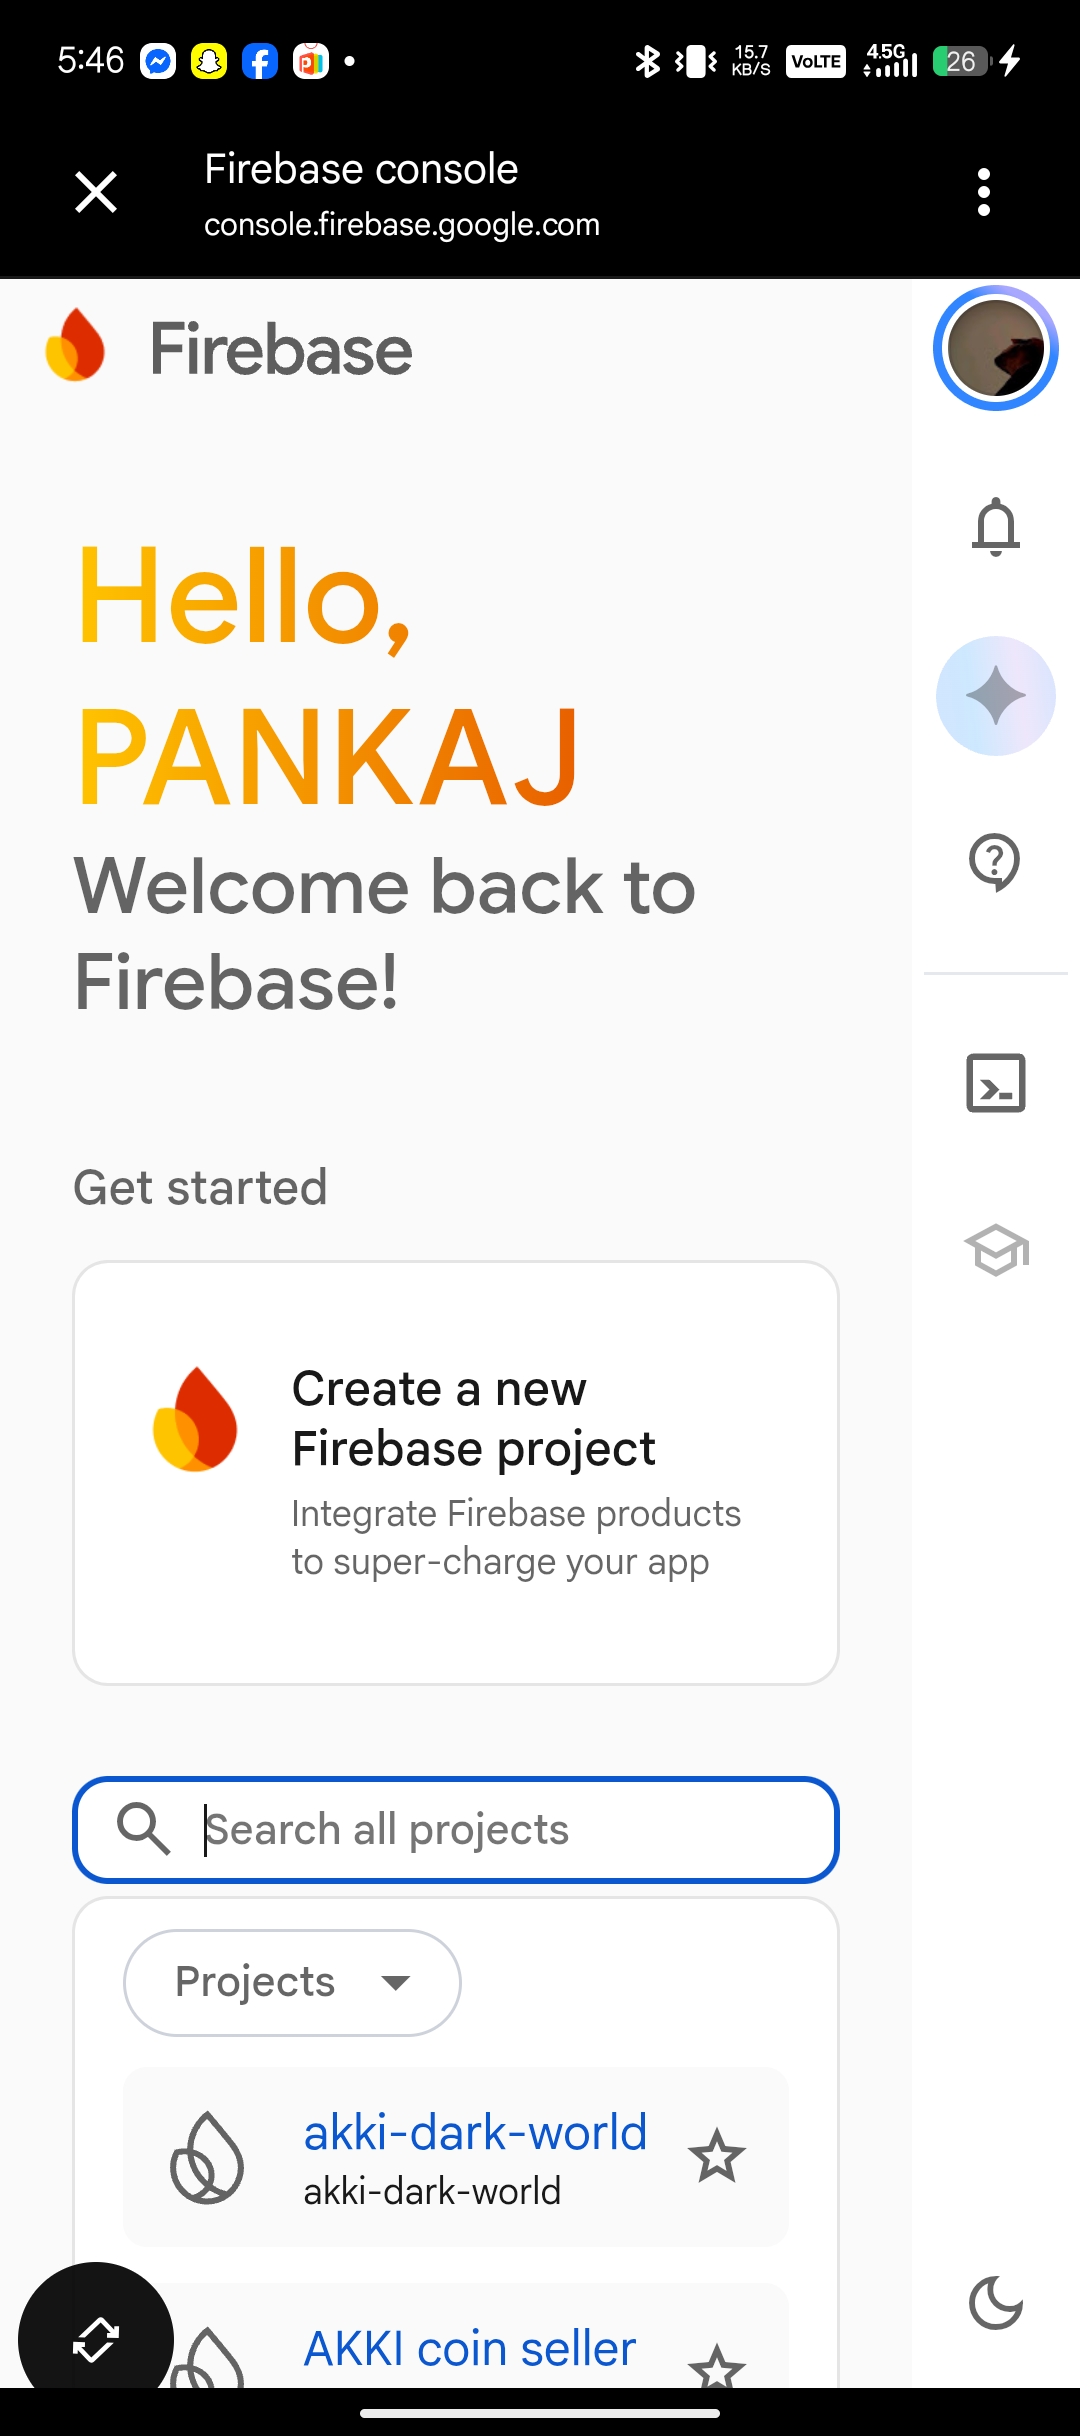 5:46
15.7
KB/S
VoLTE
4.5G
26
Firebase console
console.firebase.google.com
Firebase
Hello,
PANKAJ
Welcome back to
Firebase!
Get started
Create a new
Firebase project
Integrate Firebase products
to super-charge your app
Search all projects
Projects
akki-dark-world
akki-dark-world
AKKI coin seller